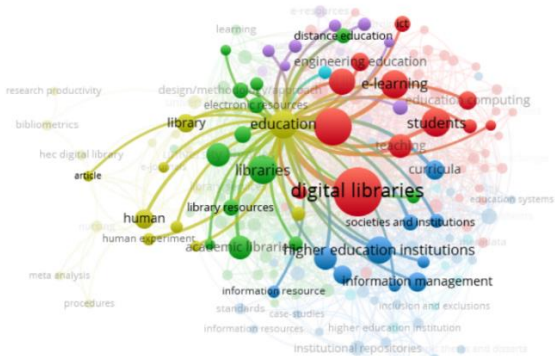 e-resources
learning
ict
distance education
engineering education
e-learning
design/methodology/approach
research productivity
electronic resources
education computing
library
education
students
bibliometrics
teaching
hec digital library
article
libraries
curricula
digital libraries
education systems
library resources
human
societies and institutions
human experiment
academic libraries
higher education institutions
meta analysis
information management
information resource
procedures
standards
case-studies
inclusion and exclusions
information resources
higher education institution
institutional repositories